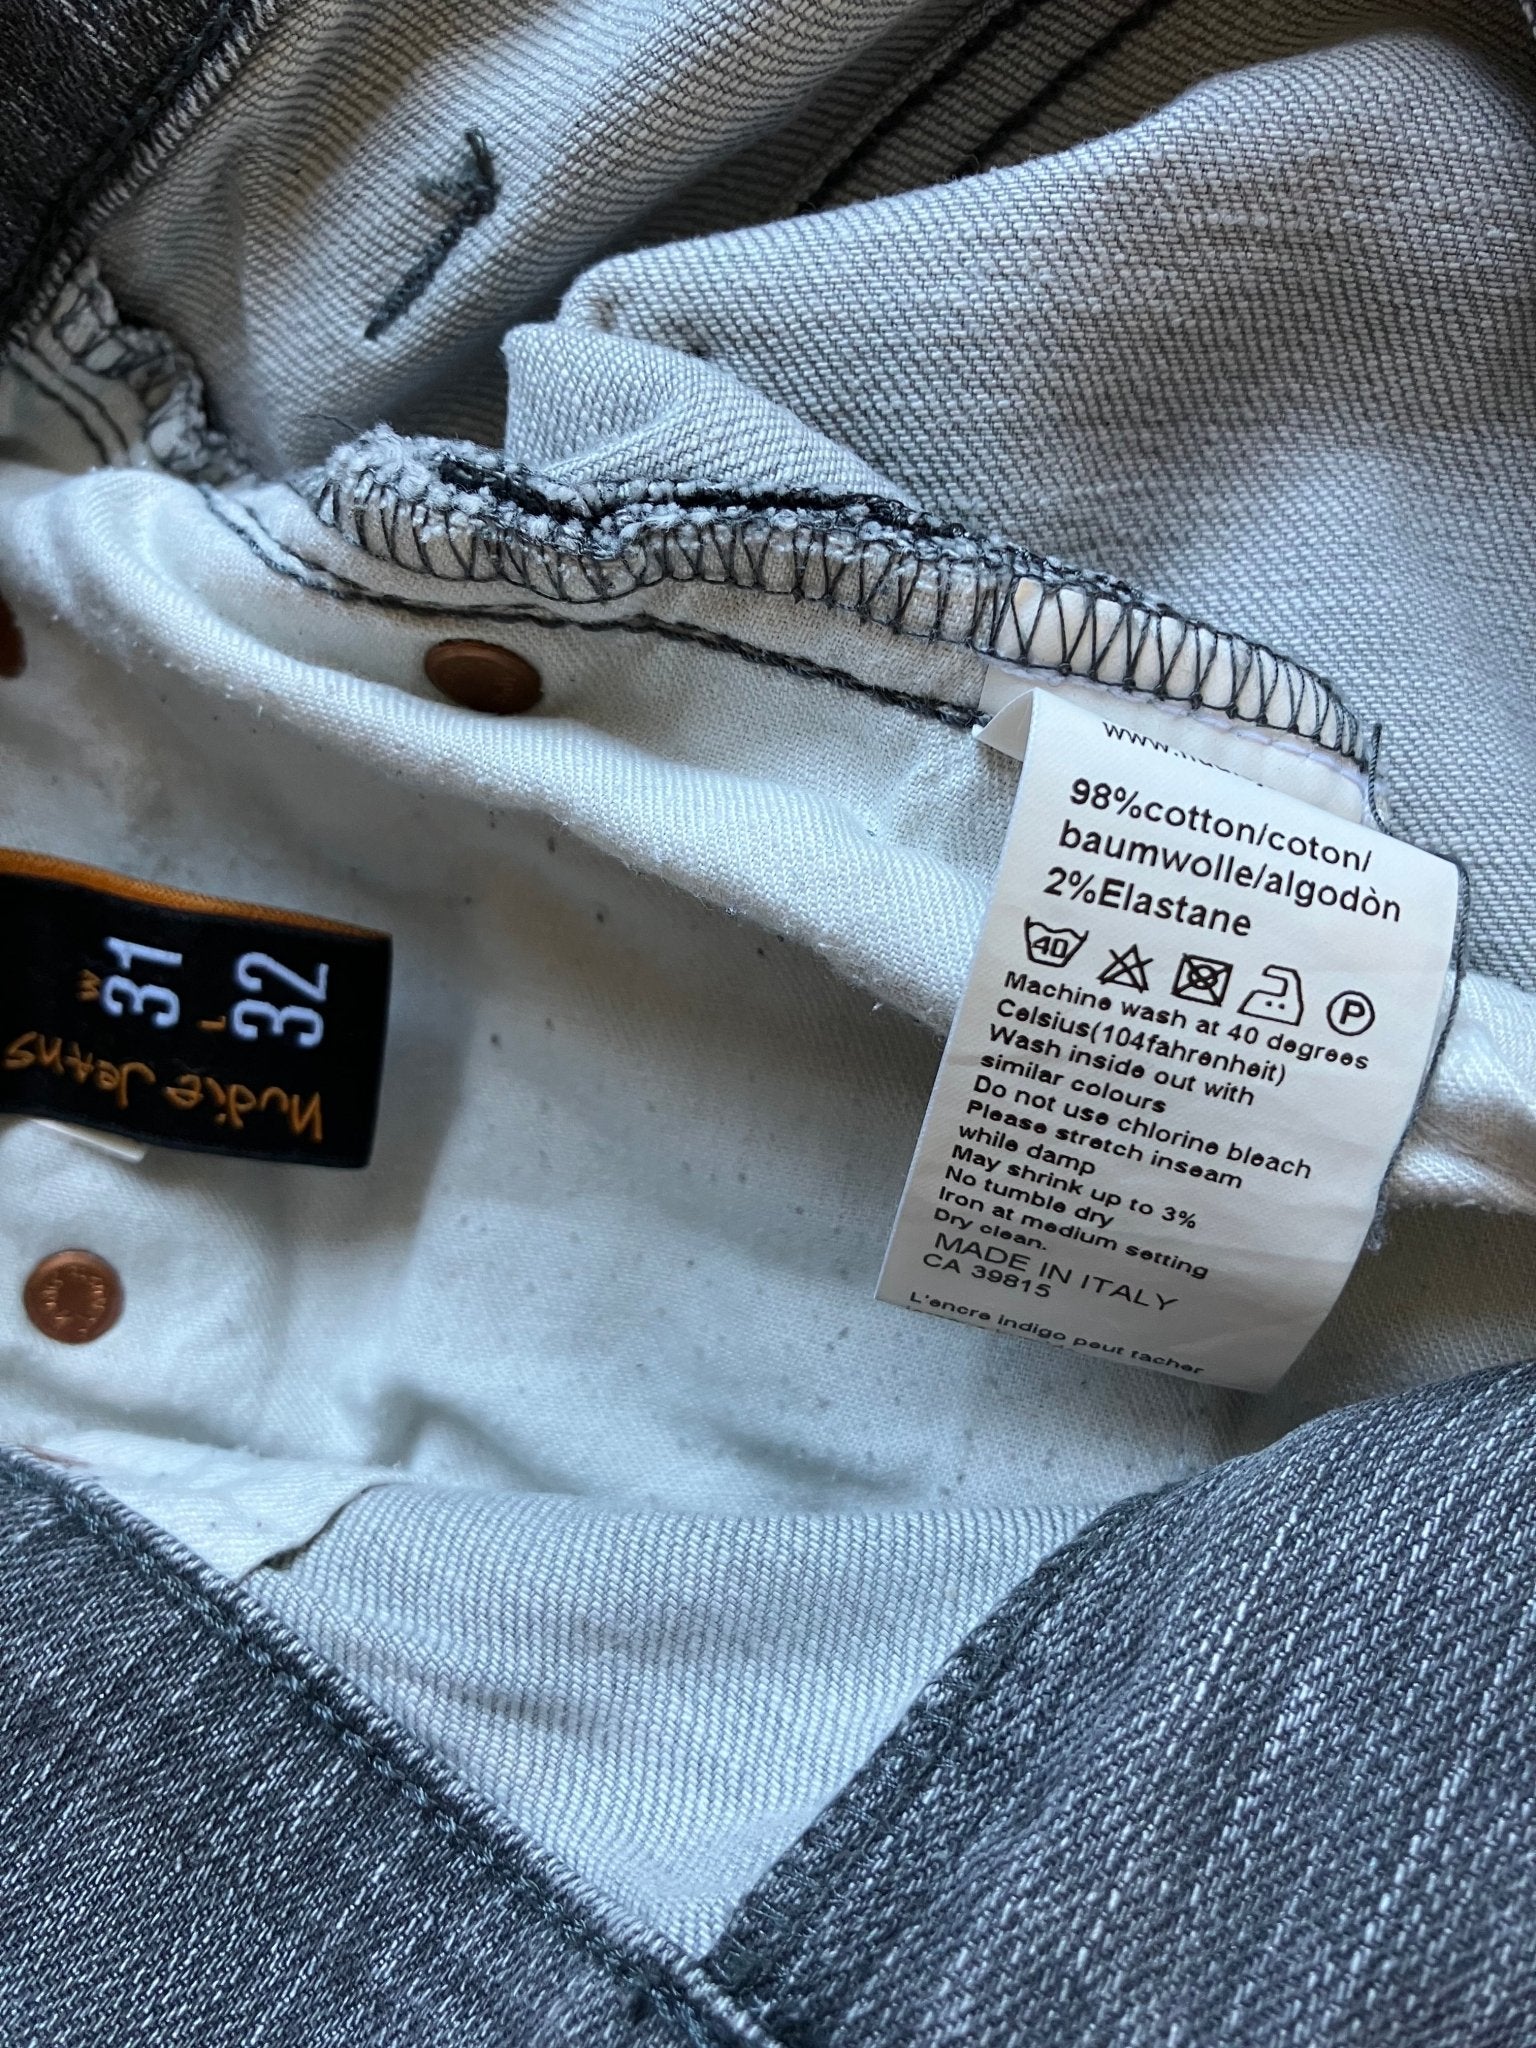 98%cotton/coton/
baumwolle/algodòn
2%Elastane
40
P
Machine wash at 40 degrees
Celsius(104fahrenheit)
Wash inside out with
similar colours
Do not use chlorine bleach
Please stretch inseam
while damp
May shrink up to 3%
No tumble dry
Iron at medium setting
Dry clean.
MADE IN ITALY
CA 39815
L'encre indigo peut tacher
W 31
L 32
Nudie Jeans